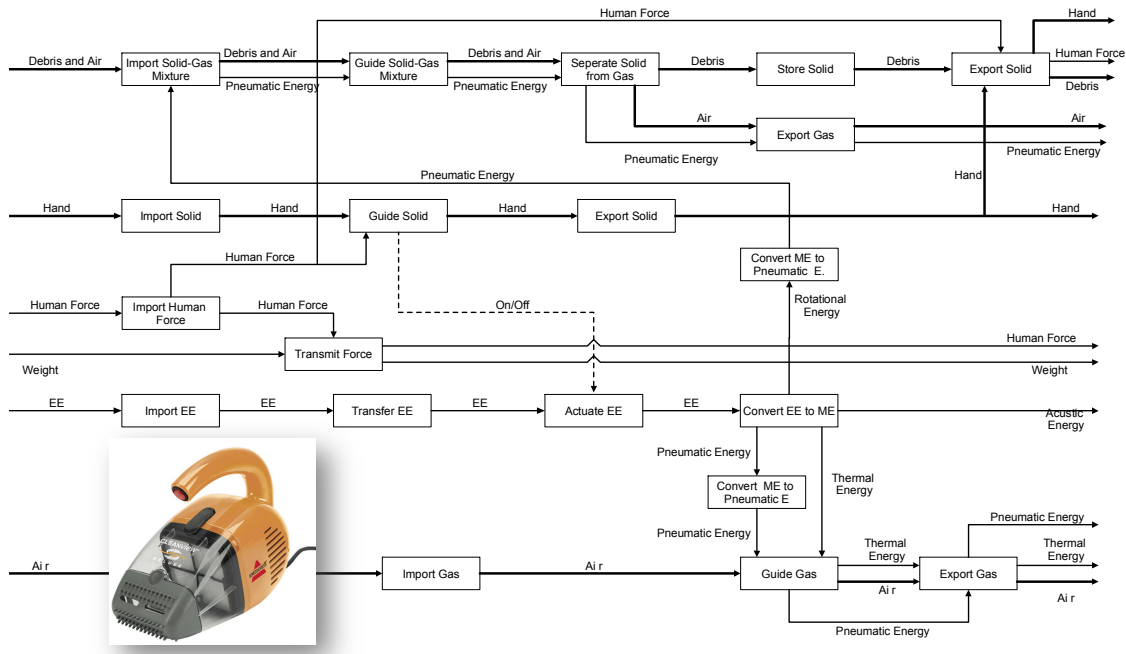 Human Force
Hand
Debris and Air
Import Solid-Gas
Mixture
Debris and Air
Pneumatic Energy
Guide Solid-Gas
Mixture
Debris and Air
Pneumatic Energy
Seperate Solid
from Gas
Debris
Store Solid
Debris
Export Solid
Human Force
Debris
Air
Export Gas
Air
Pneumatic Energy
Pneumatic Energy
Pneumatic Energy
Hand
Hand
Import Solid
Hand
Guide Solid
Hand
Export Solid
Hand
Human Force
Convert ME to
Pneumatic E.
Human Force
Import Human
Force
Human Force
On/Off
Rotational
Energy
Transmit Force
Human Force
Weight
Weight
EE
Import EE
EE
Transfer EE
EE
Actuate EE
EE
Convert EE to ME
Acustic
Energy
Pneumatic Energy
Thermal
Energy
Convert ME to
Pneumatic E
Pneumatic Energy
Pneumatic Energy
CLEANVIEW
BISSELL
Ai r
Import Gas
Ai r
Guide Gas
Thermal
Energy
Ai r
Export Gas
Thermal
Energy
Ai r
Pneumatic Energy